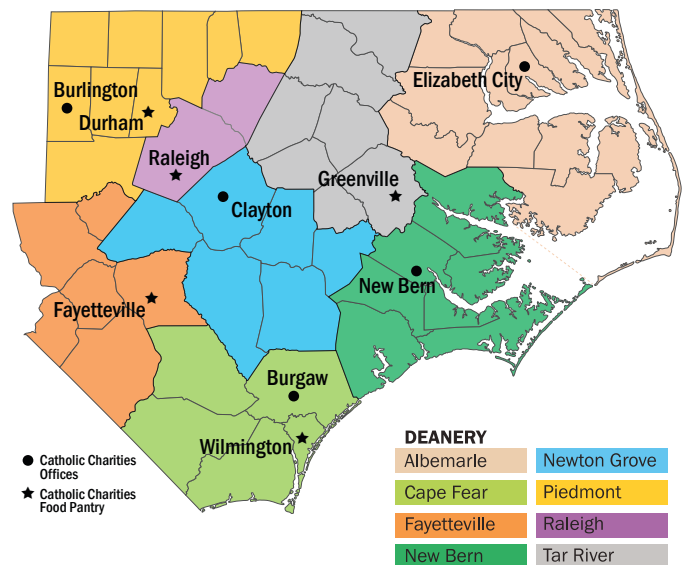 Elizabeth City
Burlington
Durham
Raleigh
Greenville
Clayton
New Bern
Fayetteville
Burgaw
Wilmington
Catholic Charities
Offices
Catholic Charities
Food Pantry
DEANERY
Albemarle
Newton Grove
Cape Fear
Piedmont
Fayetteville
Raleigh
New Bern
Tar River